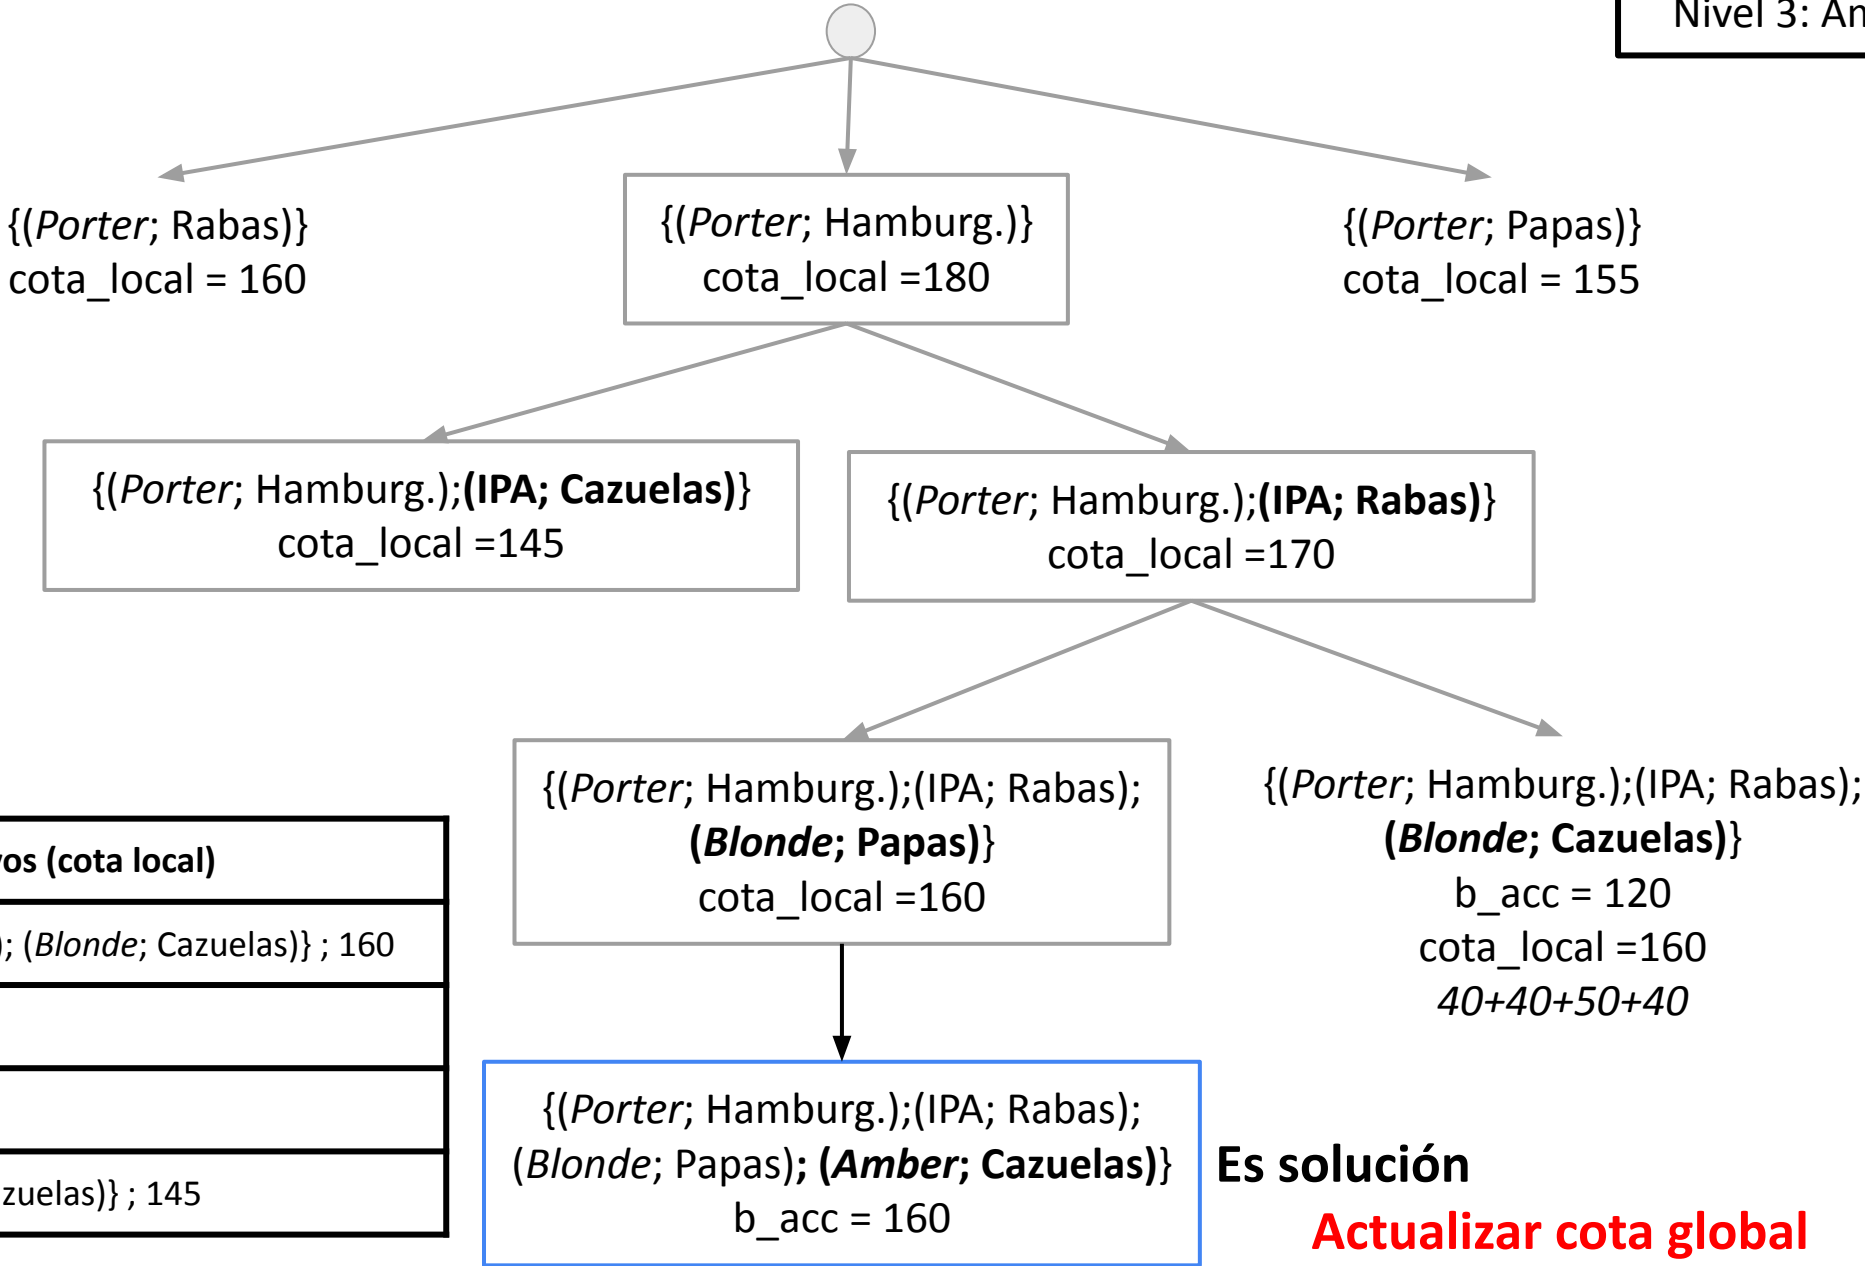 Nivel 3: Am
{(Porter; Rabas)}
cota_local = 160
{(Porter; Hamburg.)}
cota_local =180
{(Porter; Papas)}
cota_local = 155
{(Porter; Hamburg.);(IPA; Cazuelas)}
cota_local =145
{(Porter; Hamburg.);(IPA; Rabas)}
cota_local =170
{(Porter; Hamburg.);(IPA; Rabas);
(Blonde; Papas)}
cota_local =160
{(Porter; Hamburg.);(IPA; Rabas);
(Blonde; Cazuelas)}
b_acc = 120
cota_local =160
40+40+50+40
vos (cota local)
); (Blonde; Cazuelas)} ; 160
zuelas)} ; 145
{(Porter; Hamburg.);(IPA; Rabas);
(Blonde; Papas); (Amber; Cazuelas)}
b_acc = 160
Es solución
Actualizar cota global